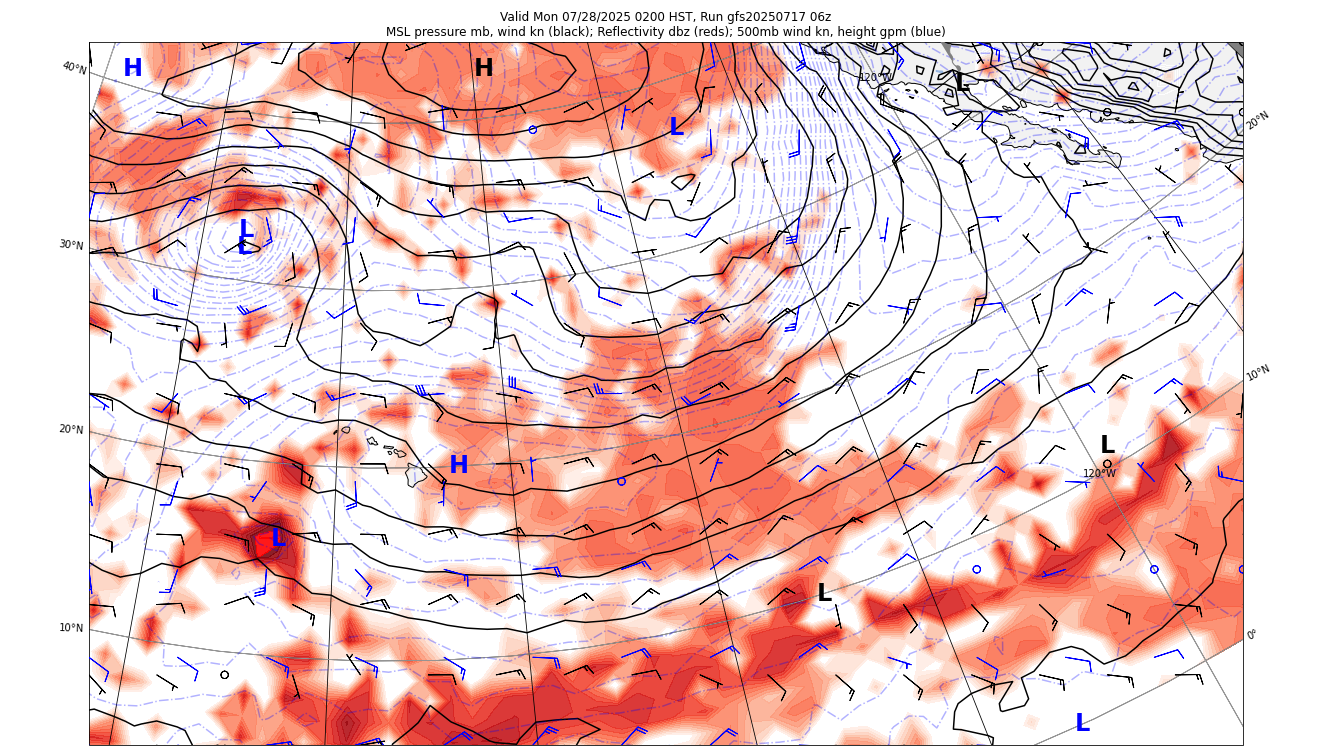 Valid Mon 07/28/2025 0200 HST, Run gfs20250717 06z
MSL pressure mb, wind kn (black); Reflectivity dbz (reds); 500mb wind kn, height gpm (blue)
40°N
H
H
L
120°W
L
20°N
L
L
30°N
L
10°N
20°N
H
L
120°W
L
L
10°N
0°
L